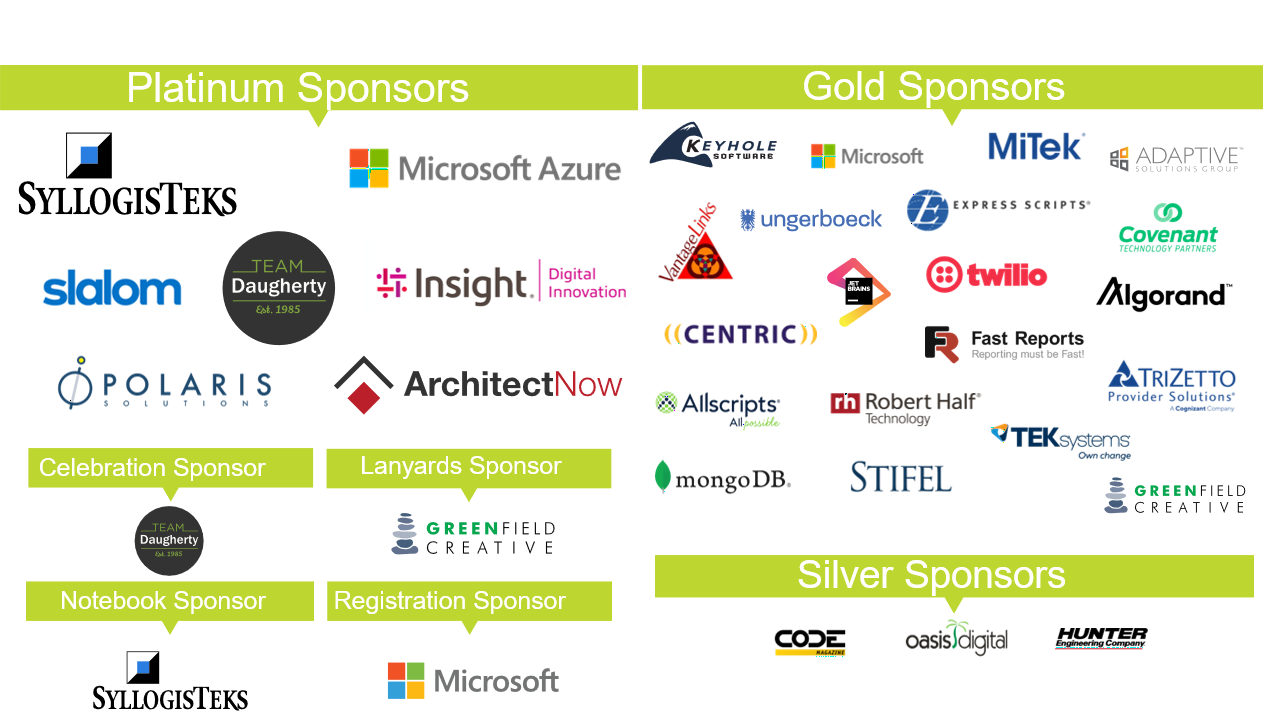 Platinum Sponsors
SYLLOGISTEKS
Microsoft Azure
slalom
TEAM
Daugherty
Est. 1985
Insight.
Digital
Innovation
POLARIS
SOLUTIONS
ArchitectNow
Celebration Sponsor
TEAM
Daugherty
Est. 1985
Lanyards Sponsor
GREENFIELD
CREATIVE
Notebook Sponsor
SYLLOGISTEKS
Registration Sponsor
Microsoft
Gold Sponsors
KEYHOLE
SOFTWARE
Microsoft
MiTek®
ADAPTIVE™
SOLUTIONS GROUP
VantageLinks
ungerboeck
E EXPRESS SCRIPTS®
Covenant
TECHNOLOGY PARTNERS
JET
BRAINS
twilio
Algorand™
((CENTRIC))
FR
Fast Reports
Reporting must be Fast!
TRIZETTO
Provider Solutions®
A Cognizant Company
Allscripts®
All possible
rh Robert Half®
Technology
TEKsystems®
Own change
mongoDB®
STIFEL
GREENFIELD
CREATIVE
Silver Sponsors
CODE
MAGAZINE
oasis digital
HUNTER
Engineering Company